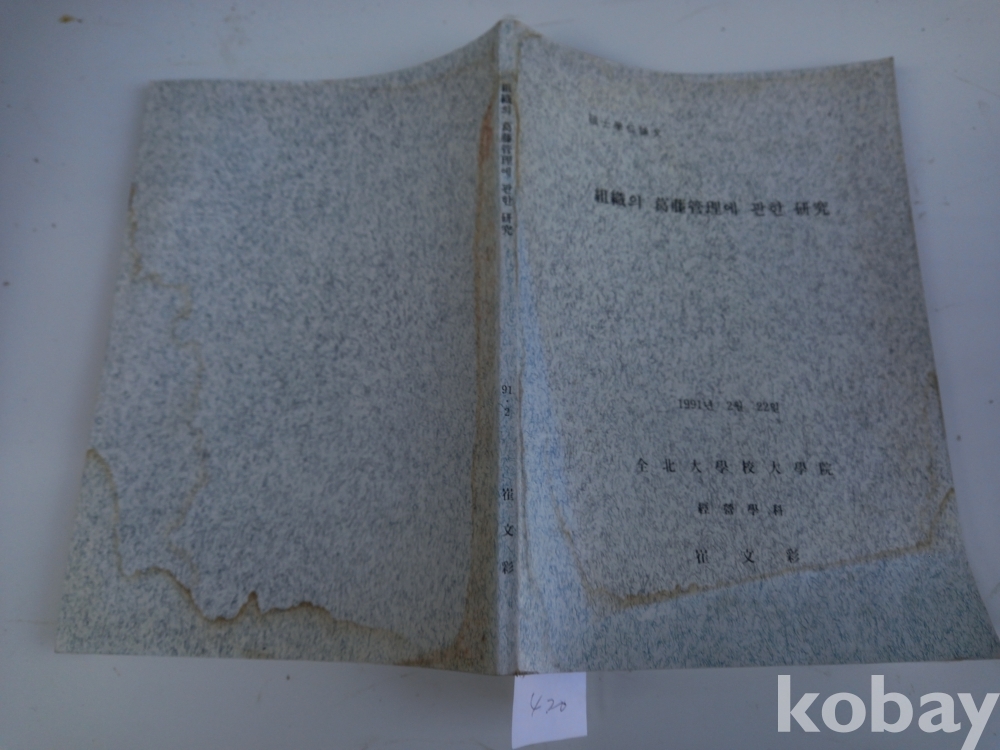 組織의 葛藤管理에 관한 研究
91.2
崔文彩
學位論文
組織의 葛藤管理에 관한 研究
1991년 2월 22일
全北大學校大學院
經營學科
崔文彩
420
kobay